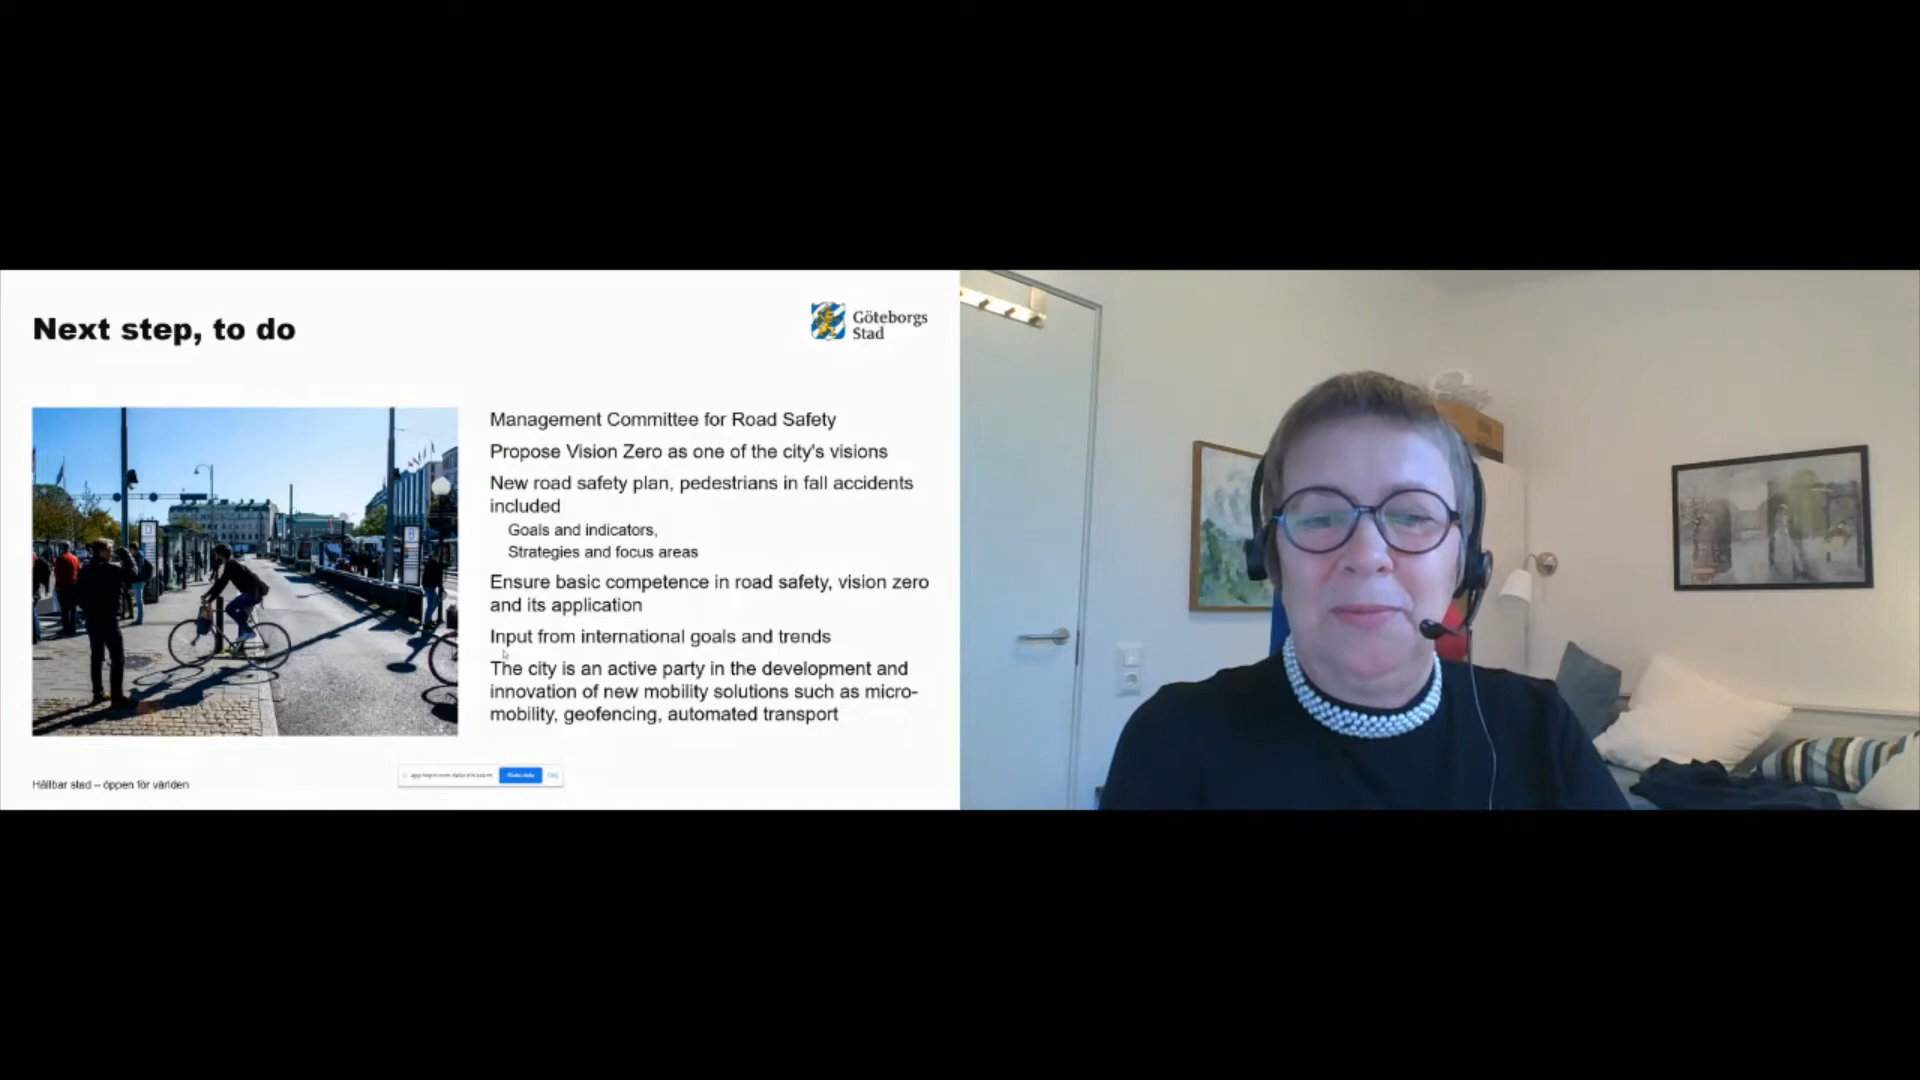 Next step, to do
Göteborgs
Stad
Management Committee for Road Safety
Propose Vision Zero as one of the city's visions
New road safety plan, pedestrians in fall accidents
included
Goals and indicators,
Strategies and focus areas
Ensure basic competence in road safety, vision zero
and its application
Input from international goals and trends
The city is an active party in the development and
innovation of new mobility solutions such as micro-
mobility, geofencing, automated transport
Hållbar stad – öppen för världen